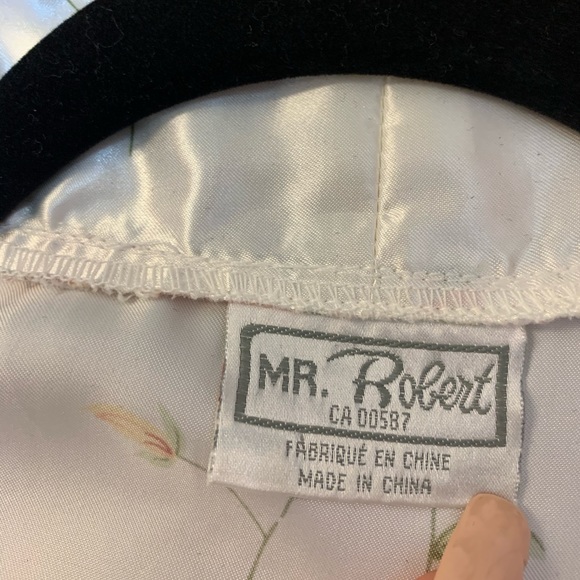 MR. Robert
CA 00587
FABRIQUÉ EN CHINE
MADE IN CHINA